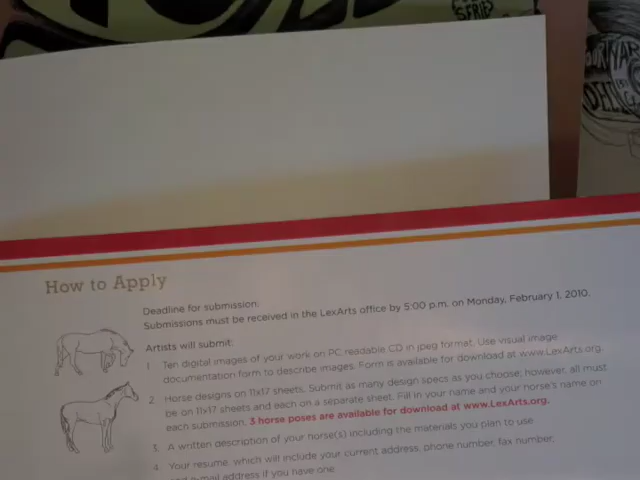 SERIES
How to Apply
Deadline for submission:
Submissions must be received in the LexArts office by 5:00 p.m. on Monday, February 1, 2010.
Artists will submit:
1 Ten digital images of your work on PC readable CD in jpeg format. Use visual image
documentation form to describe images. Form is available for download at www.LexArts.org.
2 Horse designs on 11x17 sheets. Submit as many design specs as you choose; however, all must
be on 11x17 sheets and each on a separate sheet. Fill in your name and your horse's name on
each submission. 3 horse poses are available for download at www.LexArts.org.
3. A written description of your horse(s) including the materials you plan to use
4 Your resume, which will include your current address, phone number, fax number,
and e-mail address if you have one